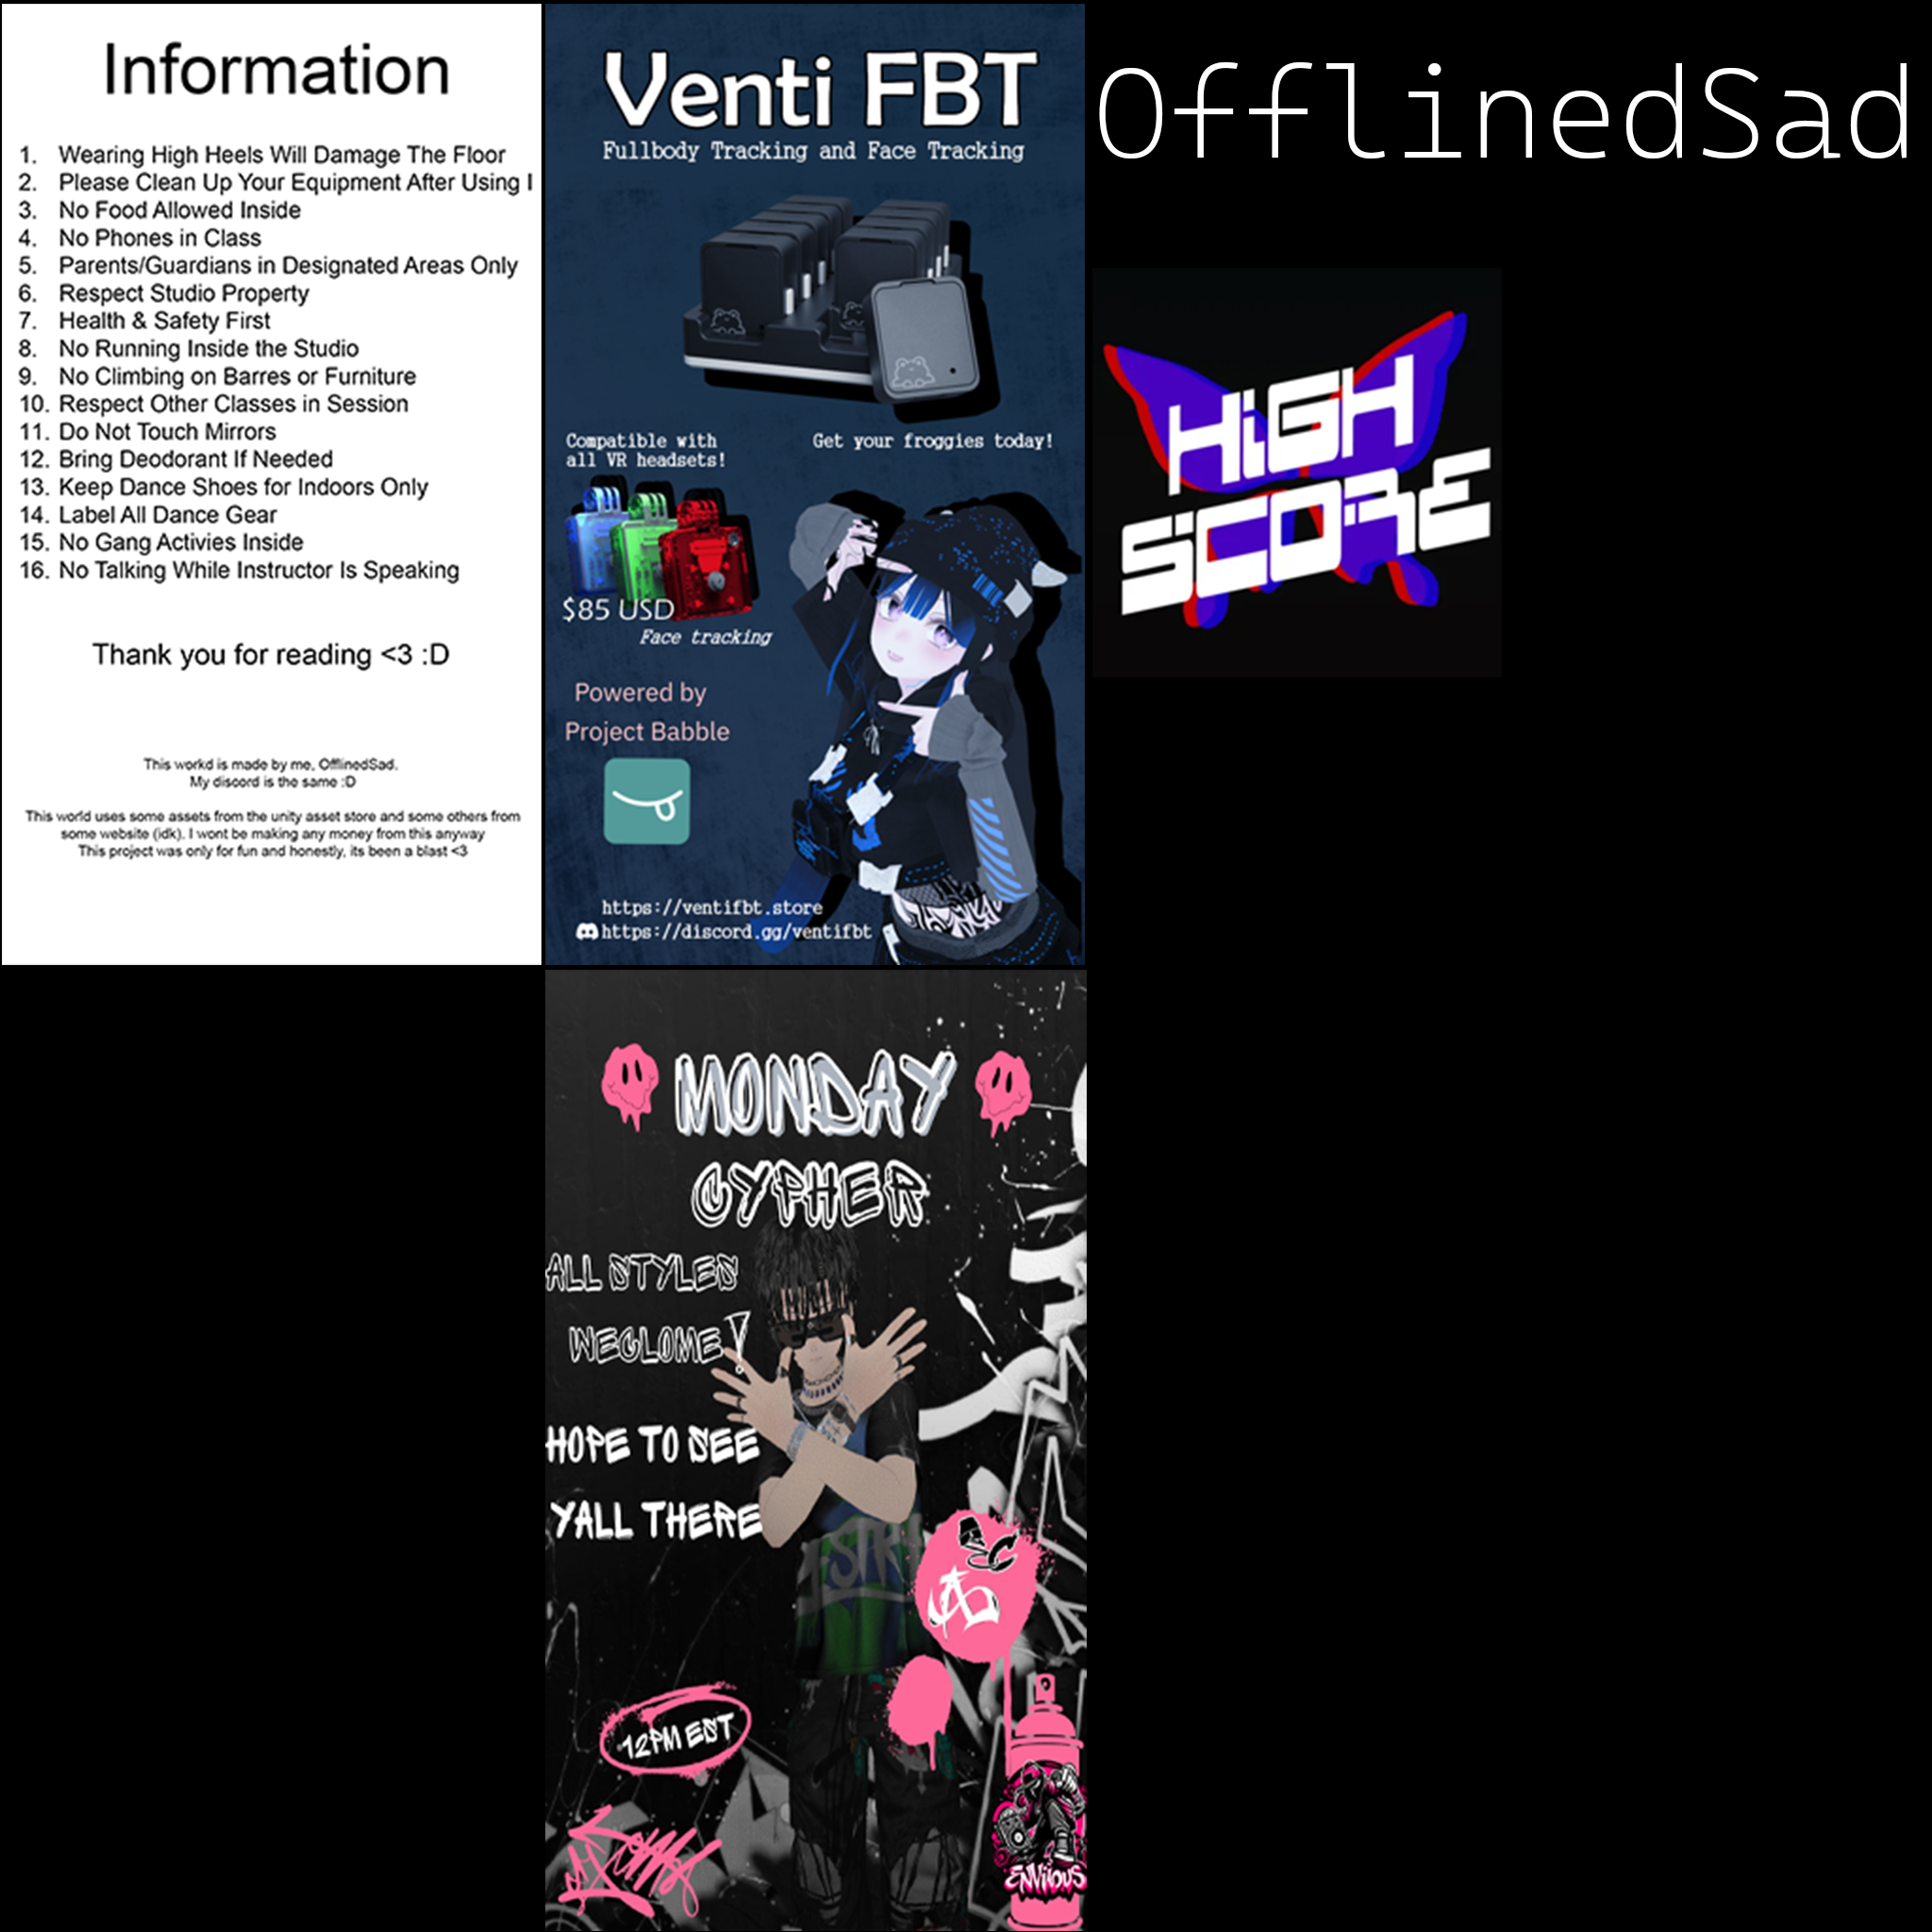 Information
1. Wearing High Heels Will Damage The Floor
2. Please Clean Up Your Equipment After Using I
3. No Food Allowed Inside
4. No Phones in Class
5. Parents/Guardians in Designated Areas Only
6. Respect Studio Property
7. Health & Safety First
8. No Running Inside the Studio
9. No Climbing on Barres or Furniture
10. Respect Other Classes in Session
11. Do Not Touch Mirrors
12. Bring Deodorant If Needed
13. Keep Dance Shoes for Indoors Only
14. Label All Dance Gear
15. No Gang Activies Inside
16. No Talking While Instructor Is Speaking
Thank you for reading <3 :D
This workd is made by me, OfflinedSad.
My discord is the same :D
This world uses some assets from the unity asset store and some others from
some website (idk). I wont be making any money from this anyway
This project was only for fun and honestly, its been a blast <3
Venti FBT
Fullbody Tracking and Face Tracking
Compatible with
all VR headsets!
Get your froggies today!
$85 USD
Face tracking
Powered by
Project Babble
https://ventifbt.store
https://discord.gg/ventifbt
OfflinedSad
HiGH
SCORE
MONDAY
CYPHER
ALL STYLES
WECLOME!
HOPE TO SEE
YALL THERE
12PM EST
ENViiOUS